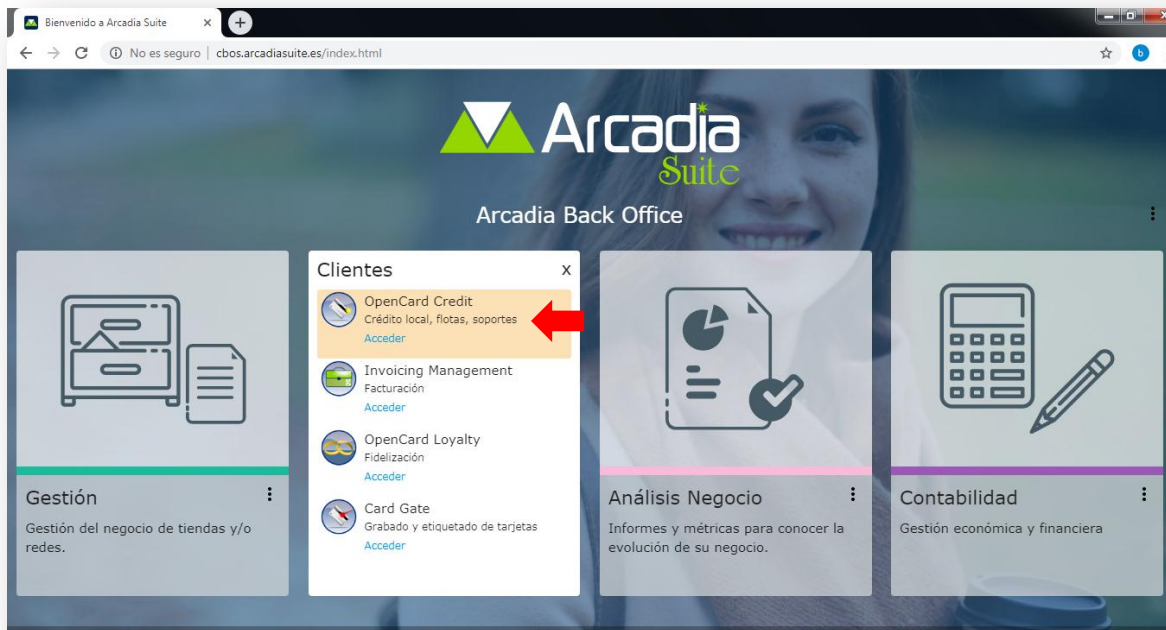 Bienvenido a Arcadia Suite
No es seguro | cbos.arcadiasuite.es/index.html
b
Arcadia
Suite
Arcadia Back Office
Gestión
Gestión del negocio de tiendas y/o
redes.
Clientes x
OpenCard Credit
Crédito local, flotas, soportes
Acceder
Invoicing Management
Facturación
Acceder
OpenCard Loyalty
Fidelización
Acceder
Card Gate
Grabado y etiquetado de tarjetas
Acceder
Análisis Negocio
Informes y métricas para conocer la
evolución de su negocio.
Contabilidad
Gestión económica y financiera